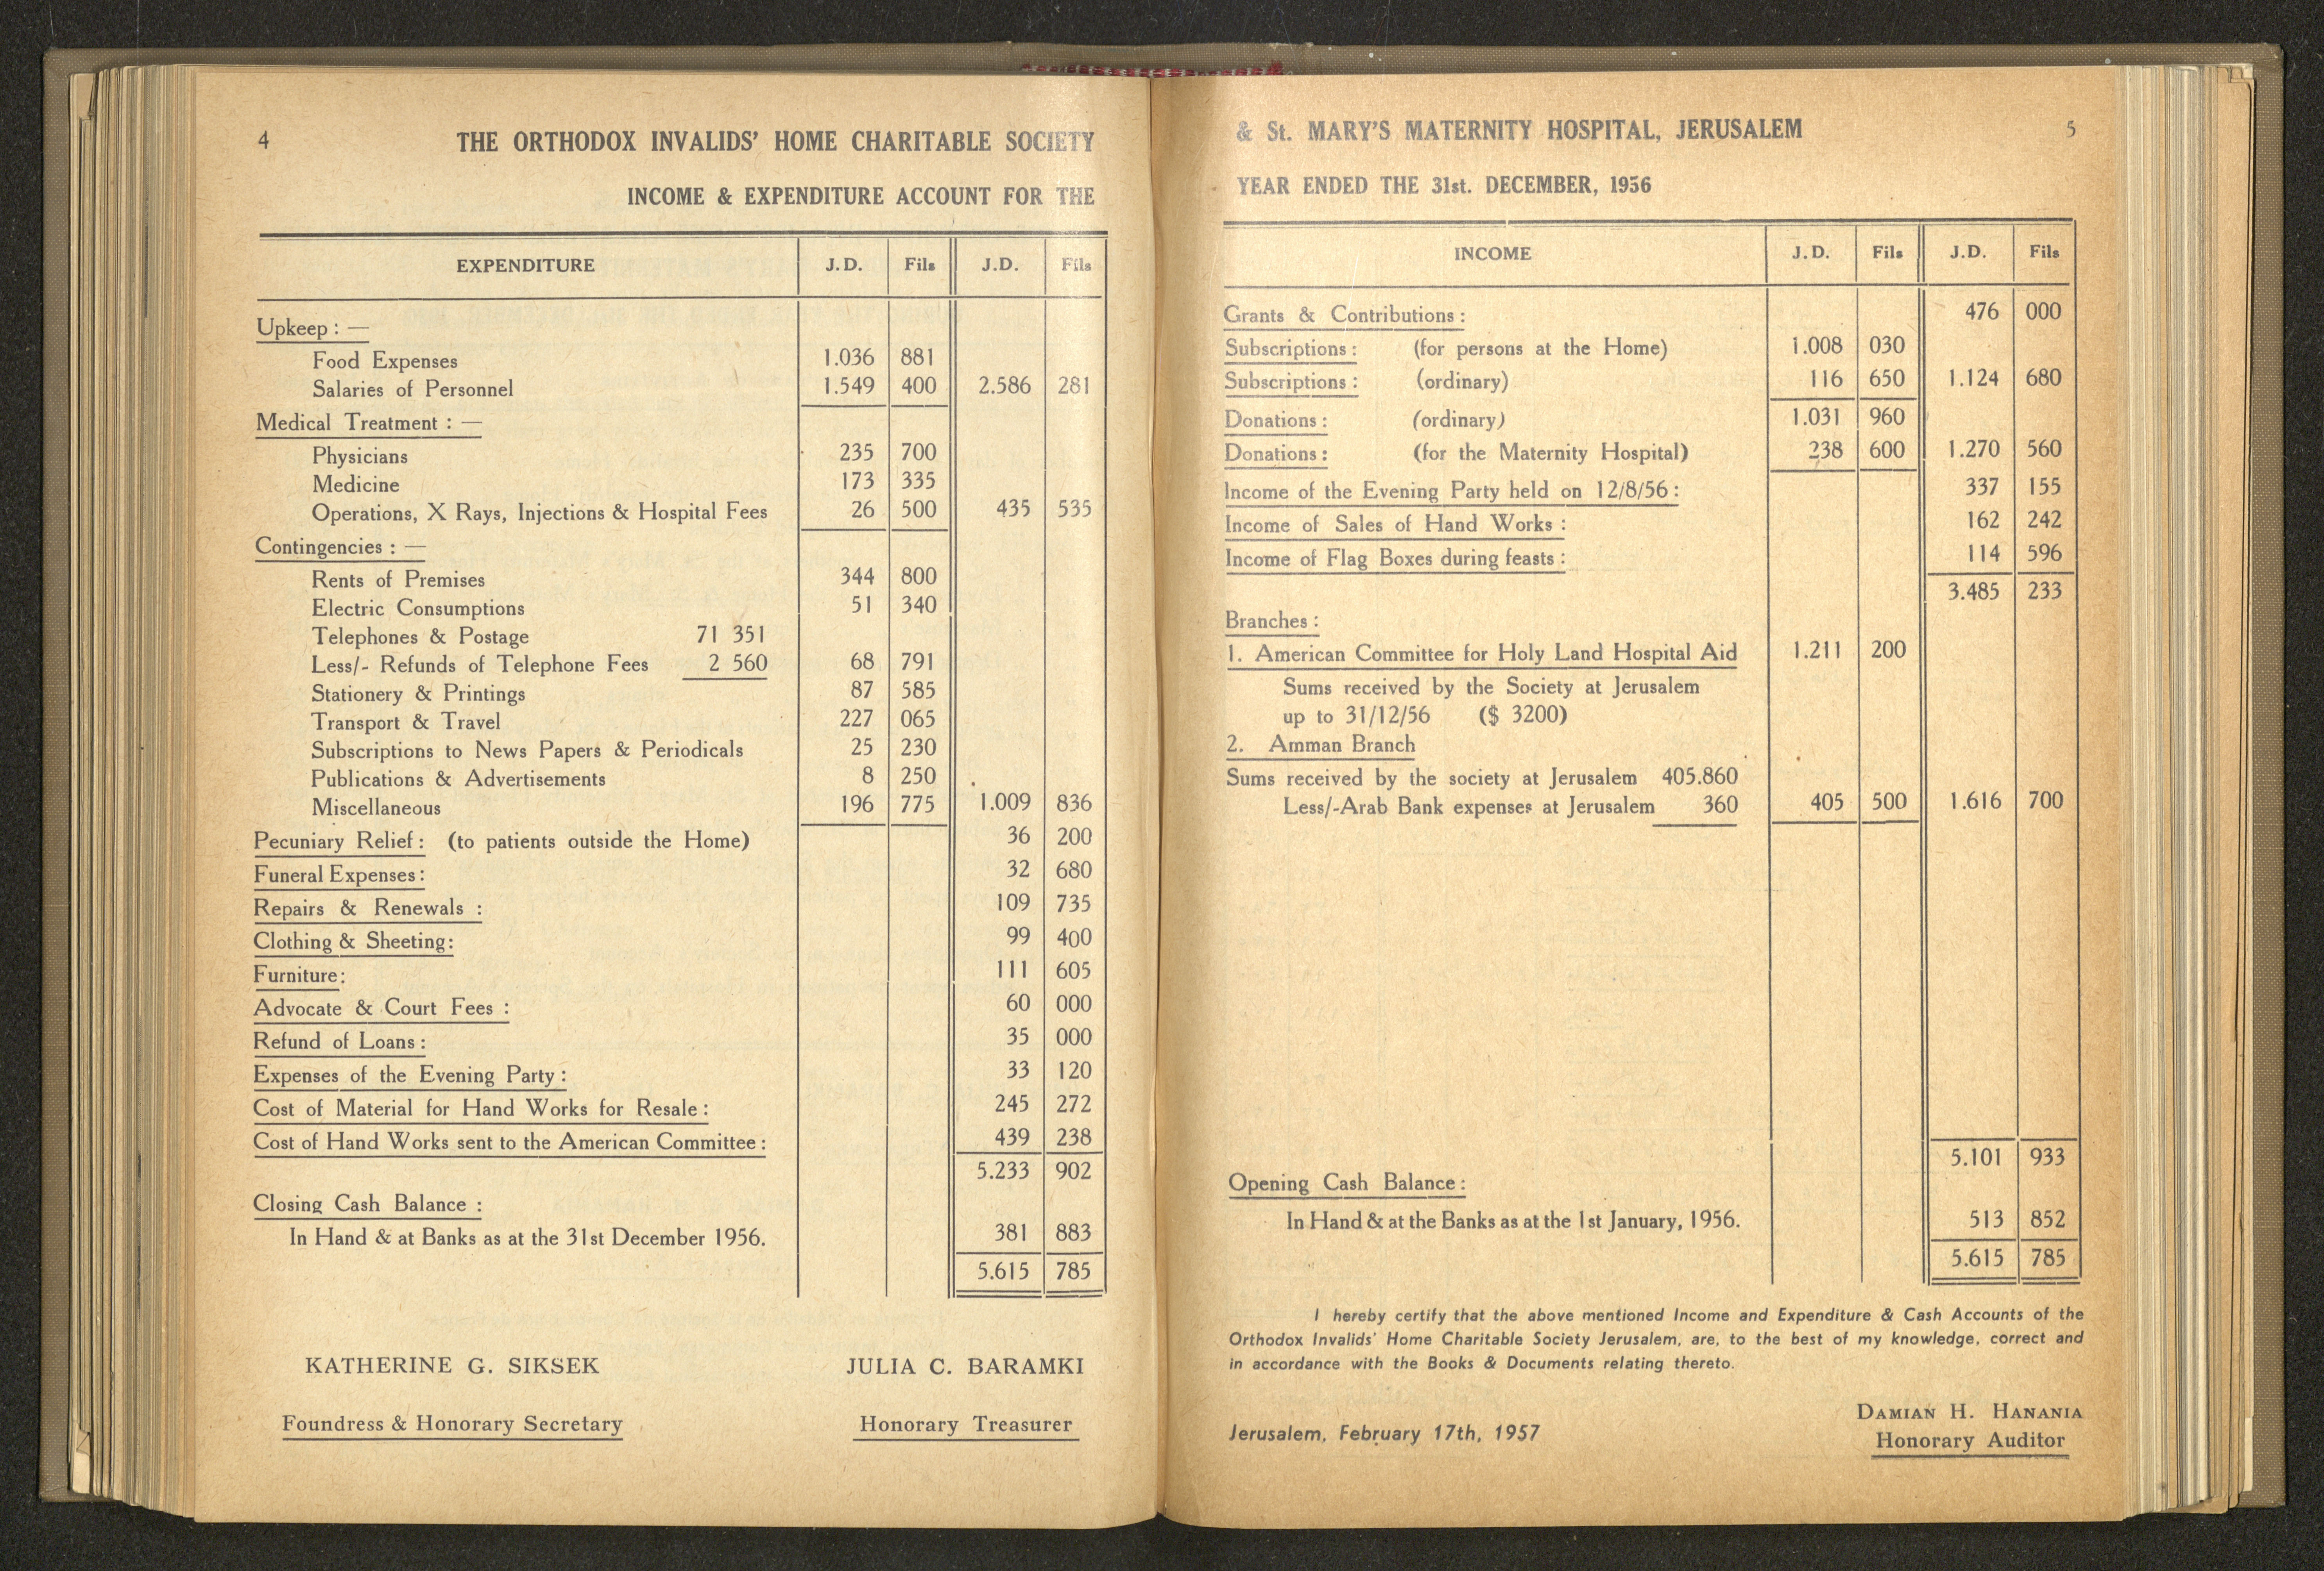 4 THE ORTHODOX INVALIDS' HOME CHARITABLE SOCIETY
INCOME & EXPENDITURE ACCOUNT FOR THE
EXPENDITURE J.D. Fils J.D. Fils
Upkeep : —
Food Expenses 1.036 881
Salaries of Personnel 1.549 400 2.586 281
Medical Treatment : —
Physicians 235 700
Medicine 173 335
Operations, X Rays, Injections & Hospital Fees 26 500 435 535
Contingencies : —
Rents of Premises 344 800
Electric Consumptions 51 340
Telephones & Postage 71 351
Less/- Refunds of Telephone Fees 2 560 68 791
Stationery & Printings 87 585
Transport & Travel 227 065
Subscriptions to News Papers & Periodicals 25 230
Publications & Advertisements 8 250
Miscellaneous 196 775 1.009 836
Pecuniary Relief : (to patients outside the Home) 36 200
Funeral Expenses : 32 680
Repairs & Renewals : 109 735
Clothing & Sheeting: 99 400
Furniture: 111 605
Advocate & Court Fees : 60 000
Refund of Loans : 35 000
Expenses of the Evening Party : 33 120
Cost of Material for Hand Works for Resale : 245 272
Cost of Hand Works sent to the American Committee : 439 238
5.233 902
Closing Cash Balance :
In Hand & at Banks as at the 31st December 1956. 381 883
5.615 785
KATHERINE G. SIKSEK JULIA C. BARAMKI
Foundress & Honorary Secretary Honorary Treasurer
& St. MARY'S MATERNITY HOSPITAL, JERUSALEM 5
YEAR ENDED THE 31st. DECEMBER, 1956
INCOME J.D. Fils J.D. Fils
Grants & Contributions : 476 000
Subscriptions : (for persons at the Home) 1.008 030
Subscriptions : (ordinary) 116 650 1.124 680
Donations : (ordinary) 1.031 960
Donations : (for the Maternity Hospital) 238 600 1.270 560
Income of the Evening Party held on 12/8/56 : 337 155
Income of Sales of Hand Works : 162 242
Income of Flag Boxes during feasts : 114 596
3.485 233
Branches :
1. American Committee for Holy Land Hospital Aid 1.211 200
Sums received by the Society at Jerusalem
up to 31/12/56 ($ 3200)
2. Amman Branch
Sums received by the society at Jerusalem 405.860
Less/-Arab Bank expenses at Jerusalem 360 405 500 1.616 700
5.101 933
Opening Cash Balance :
In Hand & at the Banks as at the 1st January, 1956. 513 852
5.615 785
I hereby certify that the above mentioned Income and Expenditure & Cash Accounts of the
Orthodox Invalids' Home Charitable Society Jerusalem, are, to the best of my knowledge, correct and
in accordance with the Books & Documents relating thereto.
DAMIAN H. HANANIA
Jerusalem, February 17th, 1957
Honorary Auditor